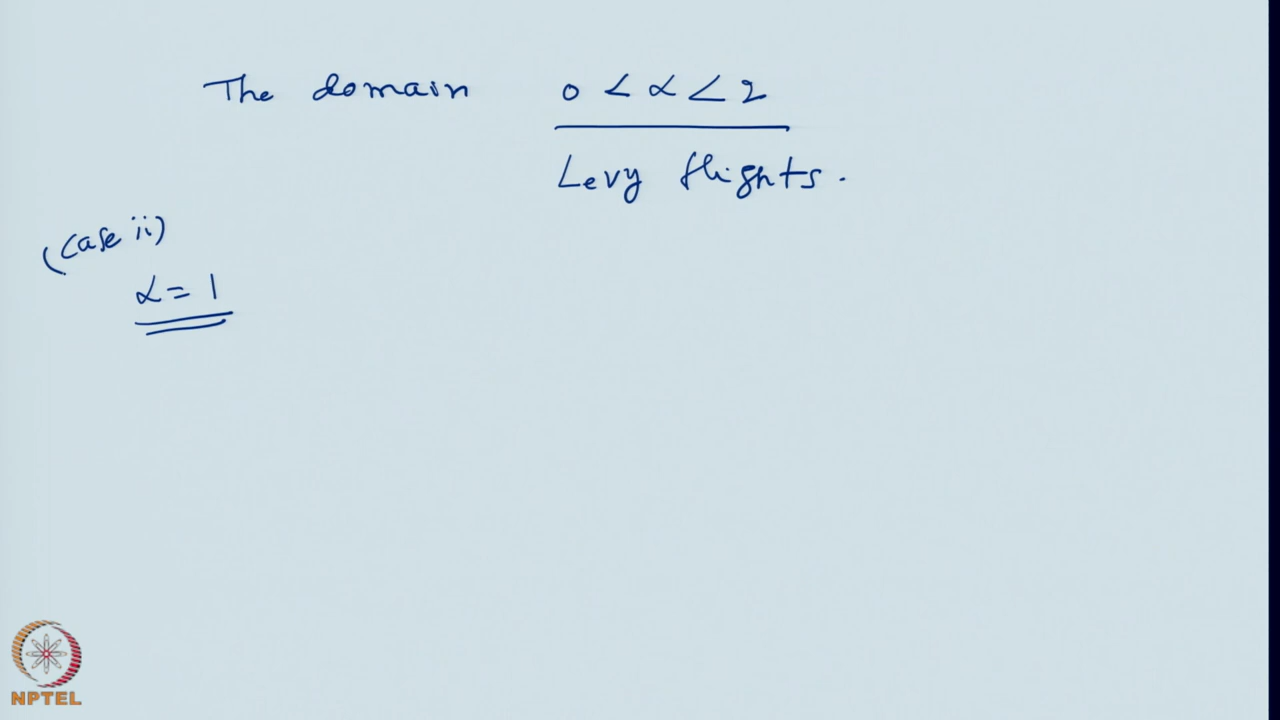 The domain 0 < α < 2
Levy flights.
(case ii)
α = 1
NPTEL